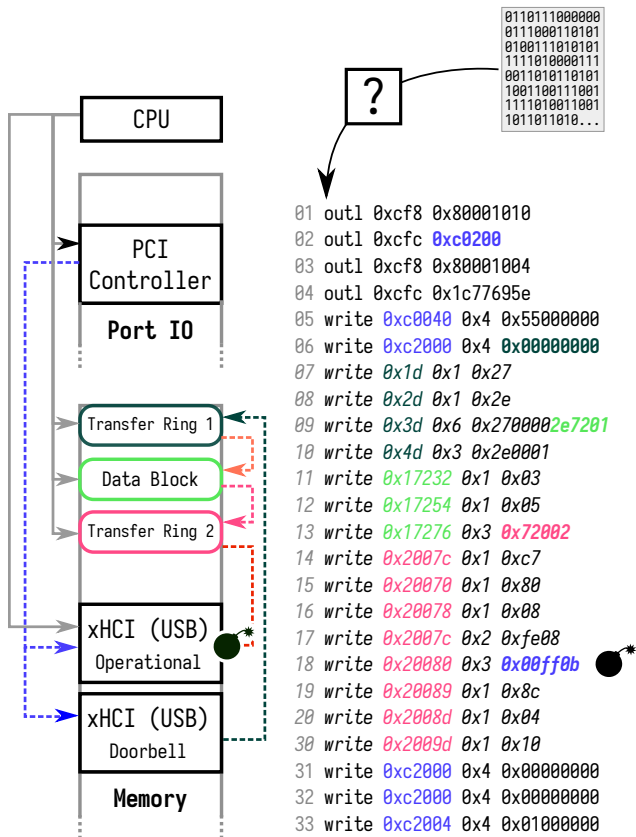 0110111000000
0111000110101
0100111010101
1111010000111
0011010110101
1001100111001
1111010011001
1011011010...
?
CPU
PCI
Controller
Port IO
Transfer Ring 1
Data Block
Transfer Ring 2
xHCI (USB)
Operational
xHCI (USB)
Doorbell
Memory
01 outl 0xcf8 0x80001010
02 outl 0xcfc 0xc0200
03 outl 0xcf8 0x80001004
04 outl 0xcfc 0x1c77695e
05 write 0xc0040 0x4 0x55000000
06 write 0xc2000 0x4 0x00000000
07 write 0x1d 0x1 0x27
08 write 0x2d 0x1 0x2e
09 write 0x3d 0x6 0x2700002e7201
10 write 0x4d 0x3 0x2e0001
11 write 0x17232 0x1 0x03
12 write 0x17254 0x1 0x05
13 write 0x17276 0x3 0x72002
14 write 0x2007c 0x1 0xc7
15 write 0x20070 0x1 0x80
16 write 0x20078 0x1 0x08
17 write 0x2007c 0x2 0xfe08
18 write 0x20080 0x3 0x00ff0b
19 write 0x20089 0x1 0x8c
20 write 0x2008d 0x1 0x04
30 write 0x2009d 0x1 0x10
31 write 0xc2000 0x4 0x00000000
32 write 0xc2000 0x4 0x00000000
33 write 0xc2004 0x4 0x01000000